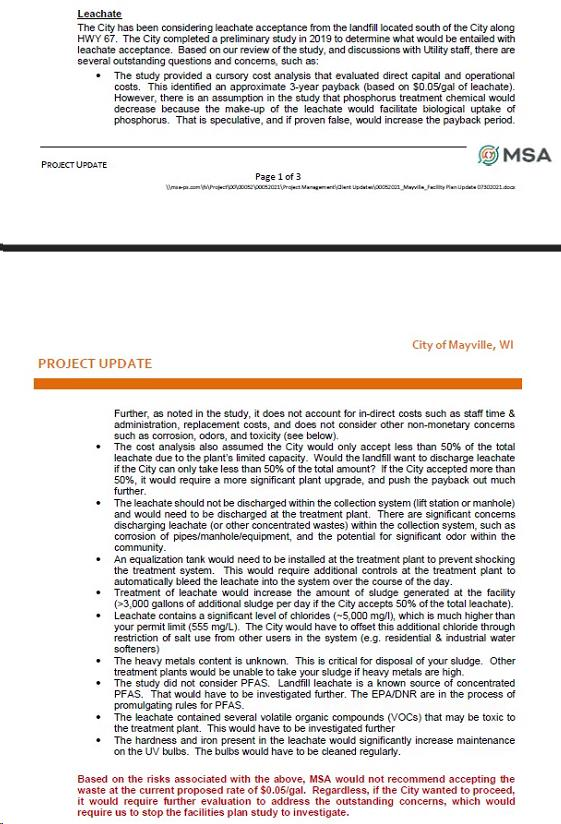 Leachate
The City has been considering leachate acceptance from the landfill located south of the City along
HWY 67. The City completed a preliminary study in 2019 to determine what would be entailed with
leachate acceptance. Based on our review of the study, and discussions with Utility staff, there are
several outstanding questions and concerns, such as:
• The study provided a cursory cost analysis that evaluated direct capital and operational
costs. This identified an approximate 3-year payback (based on $0.05/gal of leachate).
However, there is an assumption in the study that phosphorus treatment chemical would
decrease because the make-up of the leachate would facilitate biological uptake of
phosphorus. That is speculative, and if proven false, would increase the payback period.
MSA
PROJECT UPDATE
Page 1 of 3
City of Mayville, WI
PROJECT UPDATE
Further, as noted in the study, it does not account for in-direct costs such as staff time &
administration, replacement costs, and does not consider other non-monetary concerns
such as corrosion, odors, and toxicity (see below).
• The cost analysis also assumed the City would only accept less than 50% of the total
leachate due to the plant's limited capacity. Would the landfill want to discharge leachate
if the City can only take less than 50% of the total amount? If the City accepted more than
50%, it would require a more significant plant upgrade, and push the payback out much
further.
• The leachate should not be discharged within the collection system (lift station or manhole)
and would need to be discharged at the treatment plant. There are significant concerns
discharging leachate (or other concentrated wastes) within the collection system, such as
corrosion of pipes/manhole/equipment, and the potential for significant odor within the
community.
• An equalization tank would need to be installed at the treatment plant to prevent shocking
the treatment system. This would require additional controls at the treatment plant to
automatically bleed the leachate into the system over the course of the day.
• Treatment of leachate would increase the amount of sludge generated at the facility
(>3,000 gallons of additional sludge per day if the City accepts 50% of the total leachate).
• Leachate contains a significant level of chlorides (~5,000 mg/l), which is much higher than
your permit limit (555 mg/L). The City would have to offset this additional chloride through
restriction of salt use from other users in the system (e.g. residential & industrial water
softeners)
• The heavy metals content is unknown. This is critical for disposal of your sludge. Other
treatment plants would be unable to take your sludge if heavy metals are high.
• The study did not consider PFAS. Landfill leachate is a known source of concentrated
PFAS. That would have to be investigated further. The EPA/DNR are in the process of
promulgating rules for PFAS.
• The leachate contained several volatile organic compounds (VOCs) that may be toxic to
the treatment plant. This would have to be investigated further
• The hardness and iron present in the leachate would significantly increase maintenance
on the UV bulbs. The bulbs would have to be cleaned regularly.
Based on the risks associated with the above, MSA would not recommend accepting the
waste at the current proposed rate of $0.05/gal. Regardless, if the City wanted to proceed,
it would require further evaluation to address the outstanding concerns, which would
require us to stop the facilities plan study to investigate.